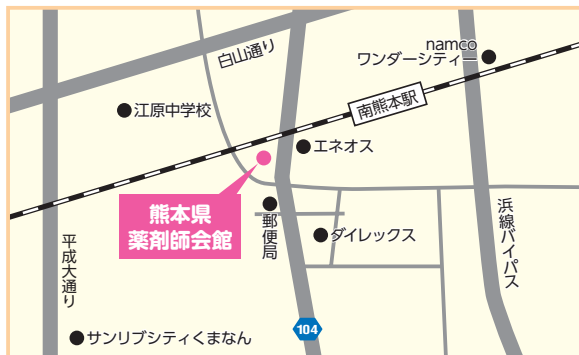 白山通り
namco
ワンダーシティー
江原中学校
南熊本駅
エネオス
熊本県
薬剤師会館
郵便局
ダイレックス
平成大通り
浜線バイパス
サンリブシティくまなん
104